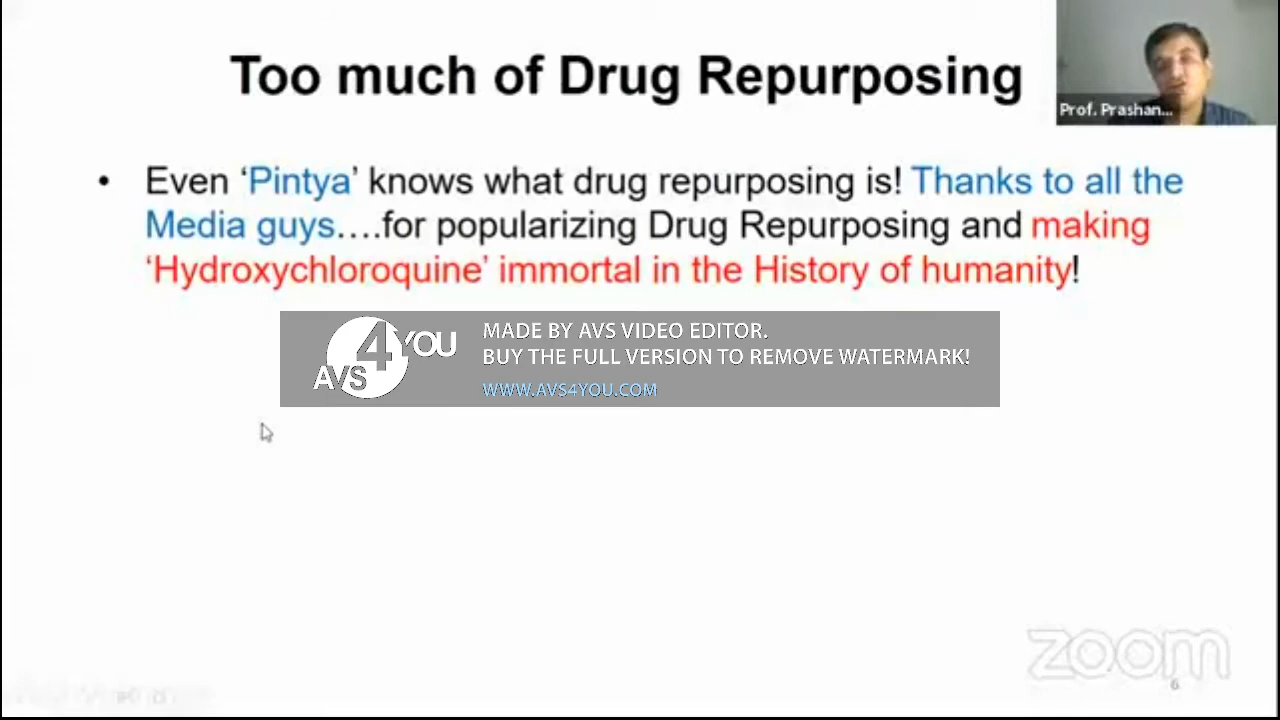 Too much of Drug Repurposing
Prof. Prashan...
• Even ‘Pintya’ knows what drug repurposing is! Thanks to all the
Media guys….for popularizing Drug Repurposing and making
‘Hydroxychloroquine’ immortal in the History of humanity!
AVS4YOU
MADE BY AVS VIDEO EDITOR.
BUY THE FULL VERSION TO REMOVE WATERMARK!
WWW.AVS4YOU.COM
zoom
6